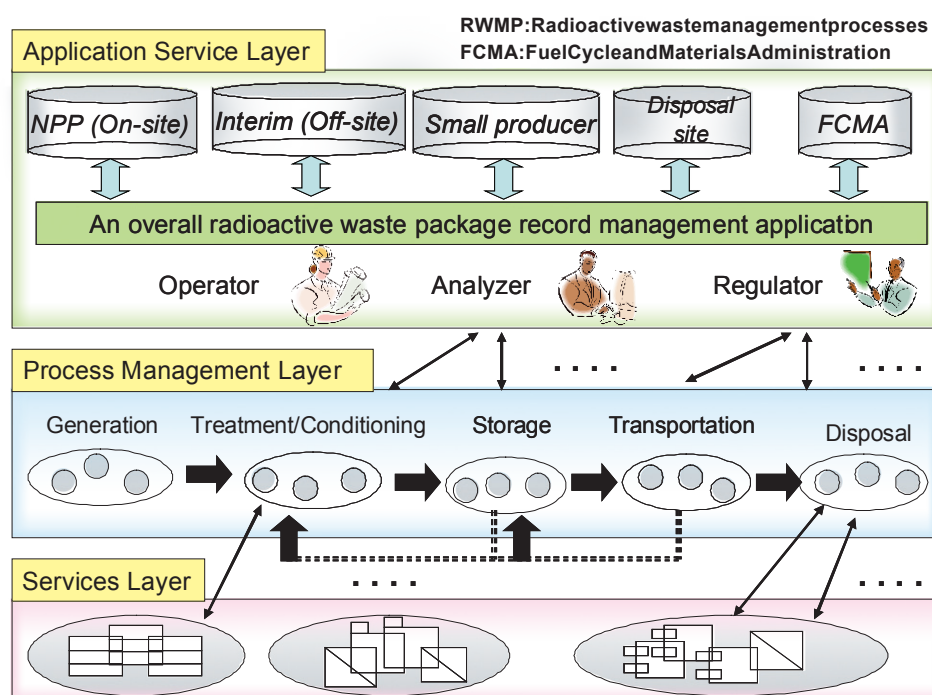 RWMP:Radioactivewastemanagementprocesses
Application Service Layer
FCMA:FuelCycleandMaterialsAdministration
NPP (On-site)
Interim (Off-site)
Small producer
Disposal
site
FCMA
An overall radioactive waste package record management application
Operator
Analyzer
Regulator
. . . .
. . . .
Process Management Layer
Generation
Treatment/Conditioning
Storage
Transportation
Disposal
. . . .
. . . .
Services Layer